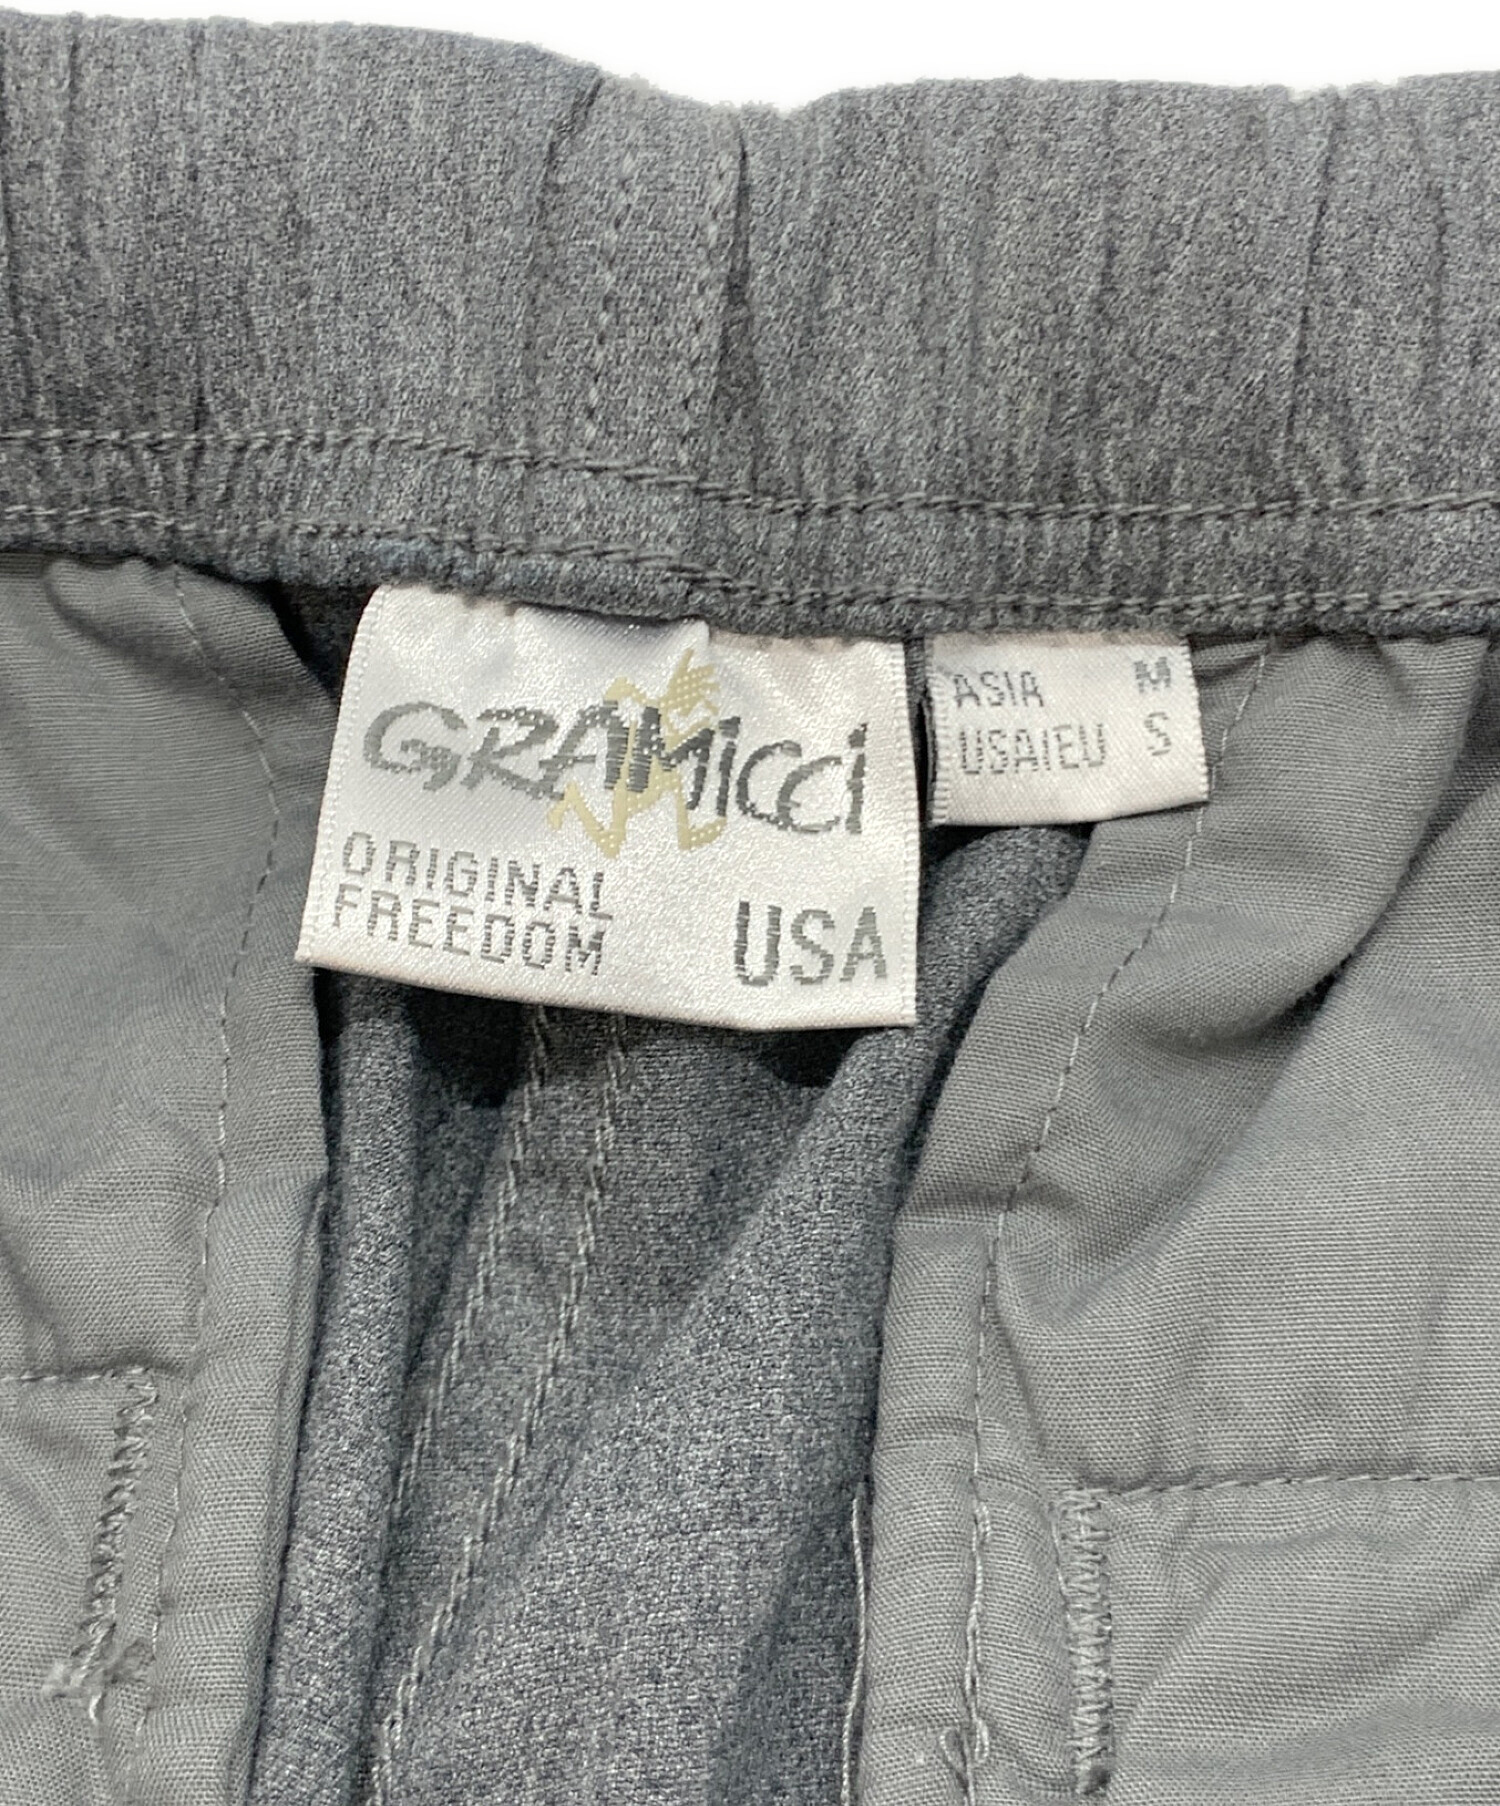 GRAMICCI
ORIGINAL
FREEDOM
USA
ASIA M
USA/EU S